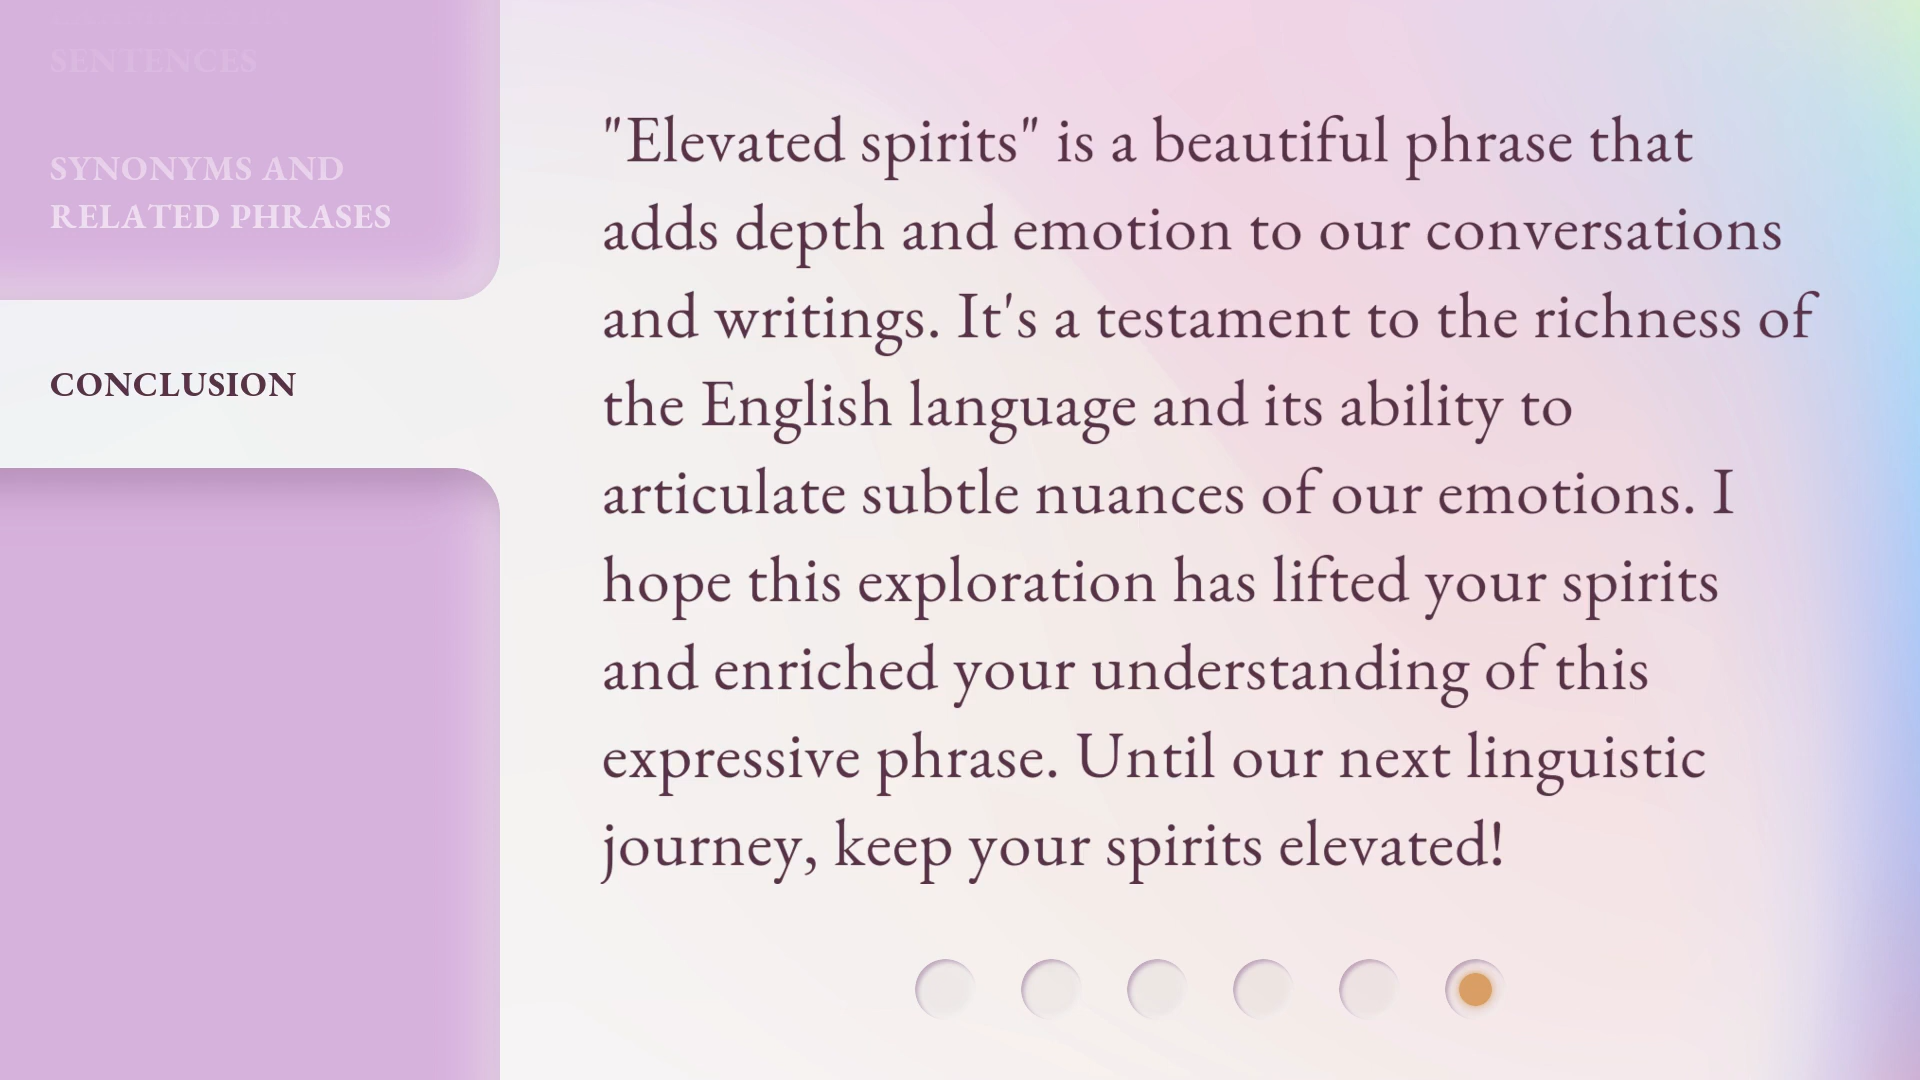 SENTENCES
SYNONYMS AND
RELATED PHRASES
CONCLUSION
"Elevated spirits" is a beautiful phrase that
adds depth and emotion to our conversations
and writings. It's a testament to the richness of
the English language and its ability to
articulate subtle nuances of our emotions. I
hope this exploration has lifted your spirits
and enriched your understanding of this
expressive phrase. Until our next linguistic
journey, keep your spirits elevated!